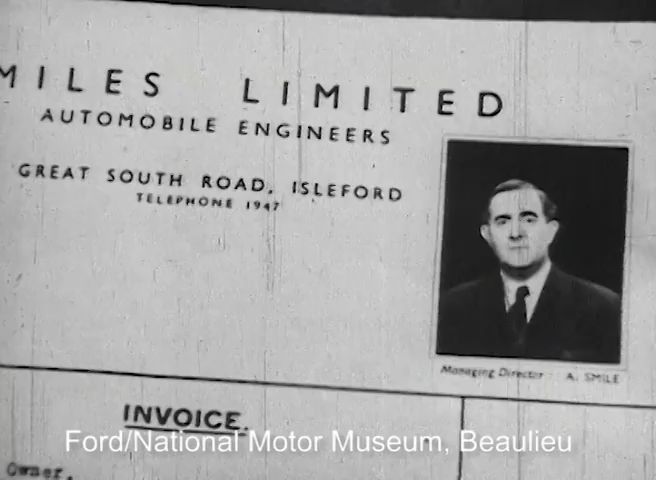 MILES LIMITED
AUTOMOBILE ENGINEERS
GREAT SOUTH ROAD, ISLEFORD
TELEPHONE 1947
Managing Director A. SMILE
INVOICE.
Ford/National Motor Museum, Beaulieu
Owner,